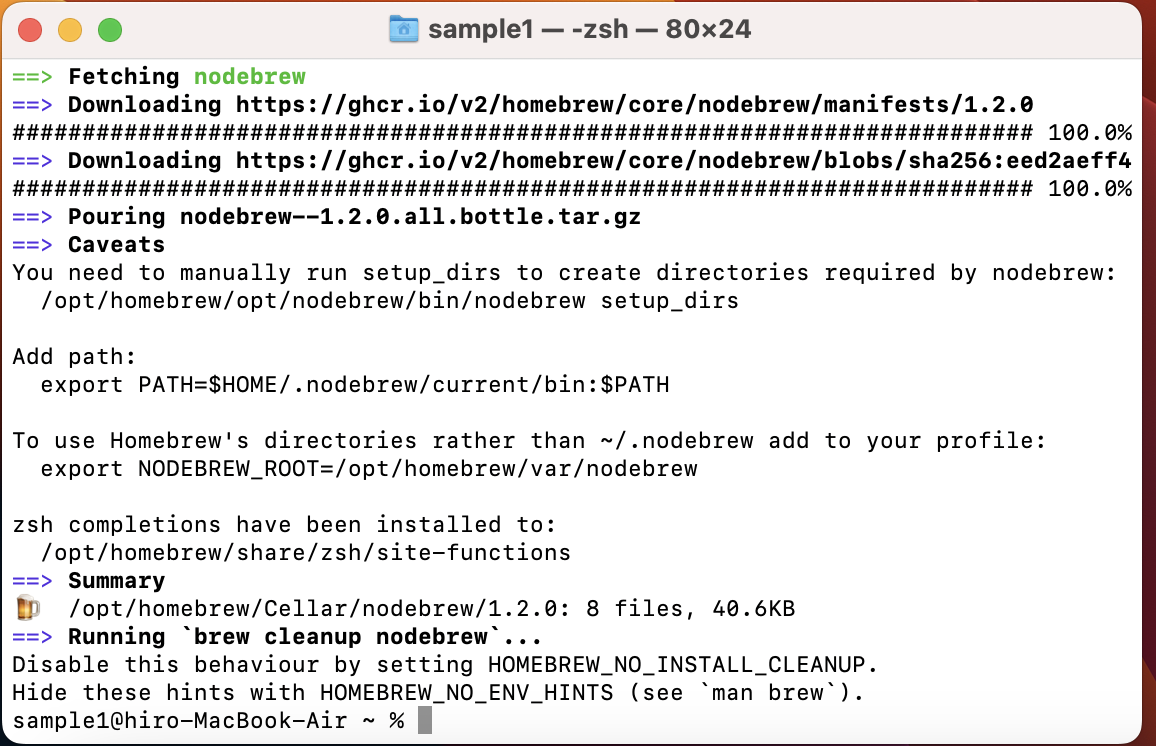 sample1 — -zsh — 80×24
==> Fetching nodebrew
==> Downloading https://ghcr.io/v2/homebrew/core/nodebrew/manifests/1.2.0
######################################################################### 100.0%
==> Downloading https://ghcr.io/v2/homebrew/core/nodebrew/blobs/sha256:eed2aeff4
######################################################################### 100.0%
==> Pouring nodebrew--1.2.0.all.bottle.tar.gz
==> Caveats
You need to manually run setup_dirs to create directories required by nodebrew:
  /opt/homebrew/opt/nodebrew/bin/nodebrew setup_dirs

Add path:
  export PATH=$HOME/.nodebrew/current/bin:$PATH

To use Homebrew's directories rather than ~/.nodebrew add to your profile:
  export NODEBREW_ROOT=/opt/homebrew/var/nodebrew

zsh completions have been installed to:
  /opt/homebrew/share/zsh/site-functions
==> Summary
🍺  /opt/homebrew/Cellar/nodebrew/1.2.0: 8 files, 40.6KB
==> Running `brew cleanup nodebrew`...
Disable this behaviour by setting HOMEBREW_NO_INSTALL_CLEANUP.
Hide these hints with HOMEBREW_NO_ENV_HINTS (see `man brew`).
sample1@hiro-MacBook-Air ~ %